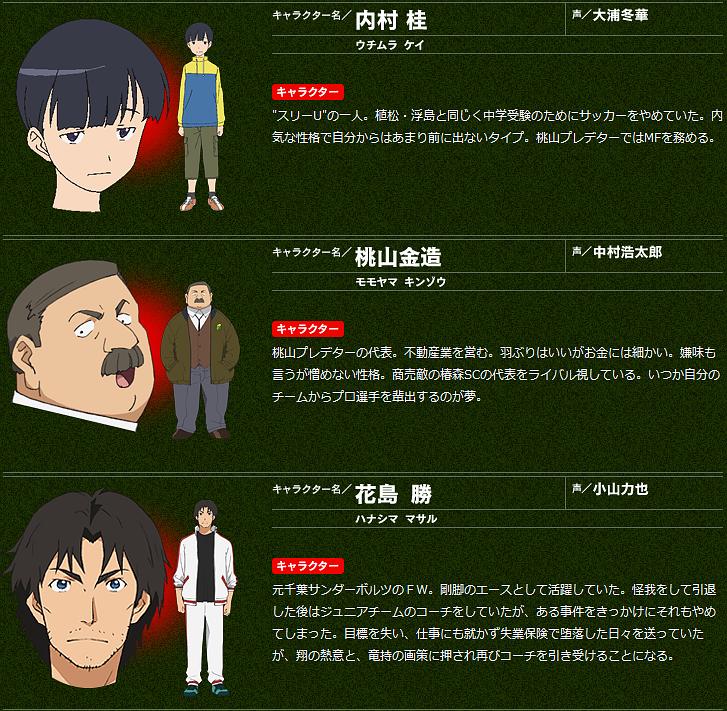 キャラクター名／ 内村 桂 声／大浦冬華
ウチムラ ケイ
キャラクター
"スリーU"の一人。植松・浮島と同じく中学受験のためにサッカーをやめていた。内
気な性格で自分からはあまり前に出ないタイプ。桃山プレデターではMFを務める。
キャラクター名／ 桃山金造 声／中村浩太郎
モモヤマ キンゾウ
キャラクター
桃山プレデターの代表。不動産業を営む。羽ぶりはいいがお金には細かい。嫌味も
言うが憎めない性格。商売敵の椿森SCの代表をライバル視している。いつか自分の
チームからプロ選手を輩出するのが夢。
キャラクター名／ 花島 勝 声／小山力也
ハナシマ マサル
キャラクター
元千葉サンダーボルツのＦＷ。剛脚のエースとして活躍していた。怪我をして引退
した後はジュニアチームのコーチをしていたが、ある事件をきっかけにそれもやめ
てしまった。目標を失い、仕事にも就かず失業保険で堕落した日々を送っていた
が、翔の熱意と、竜持の画策に押され再びコーチを引き受けることになる。